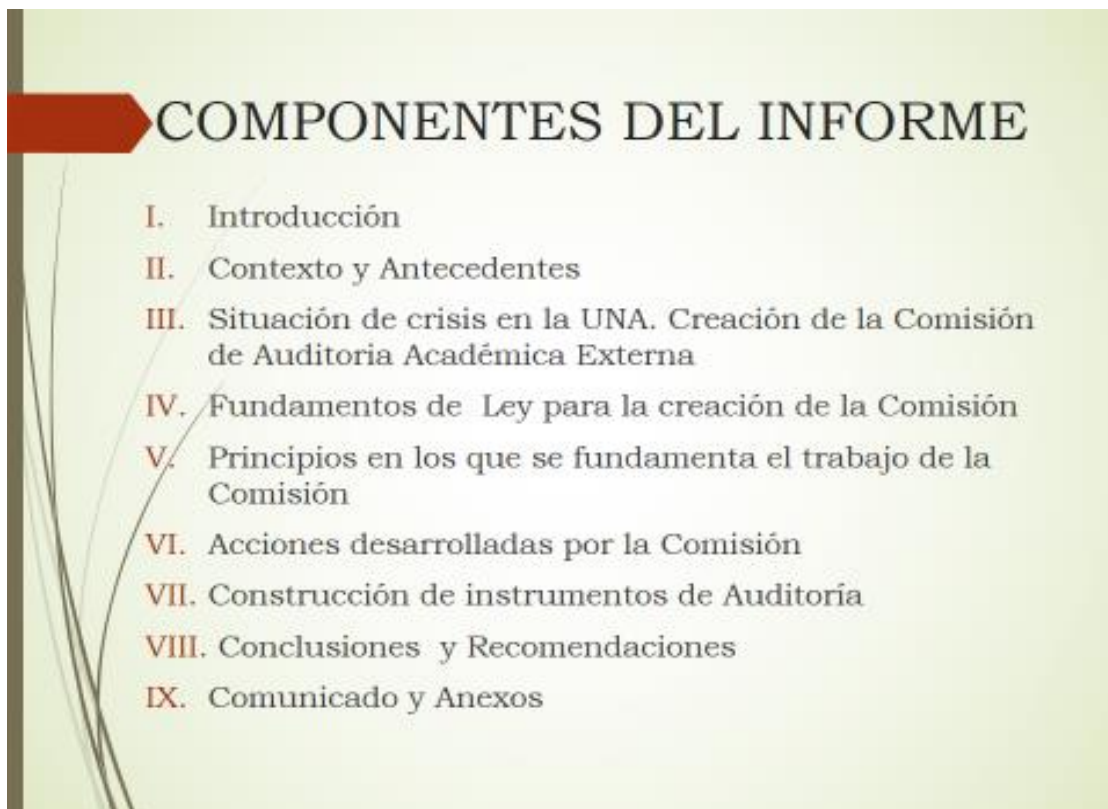 COMPONENTES DEL INFORME
I. Introducción
II. Contexto y Antecedentes
III. Situación de crisis en la UNA. Creación de la Comisión
de Auditoria Académica Externa
IV. Fundamentos de Ley para la creación de la Comisión
V. Principios en los que se fundamenta el trabajo de la
Comisión
VI. Acciones desarrolladas por la Comisión
VII. Construcción de instrumentos de Auditoría
VIII. Conclusiones y Recomendaciones
IX. Comunicado y Anexos